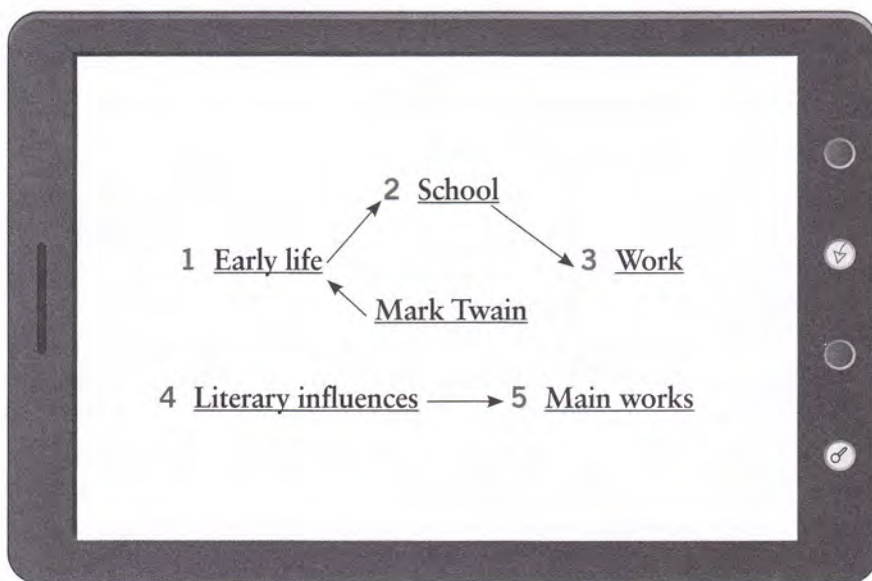 2 School
1 Early life
3 Work
Mark Twain
4 Literary influences
5 Main works